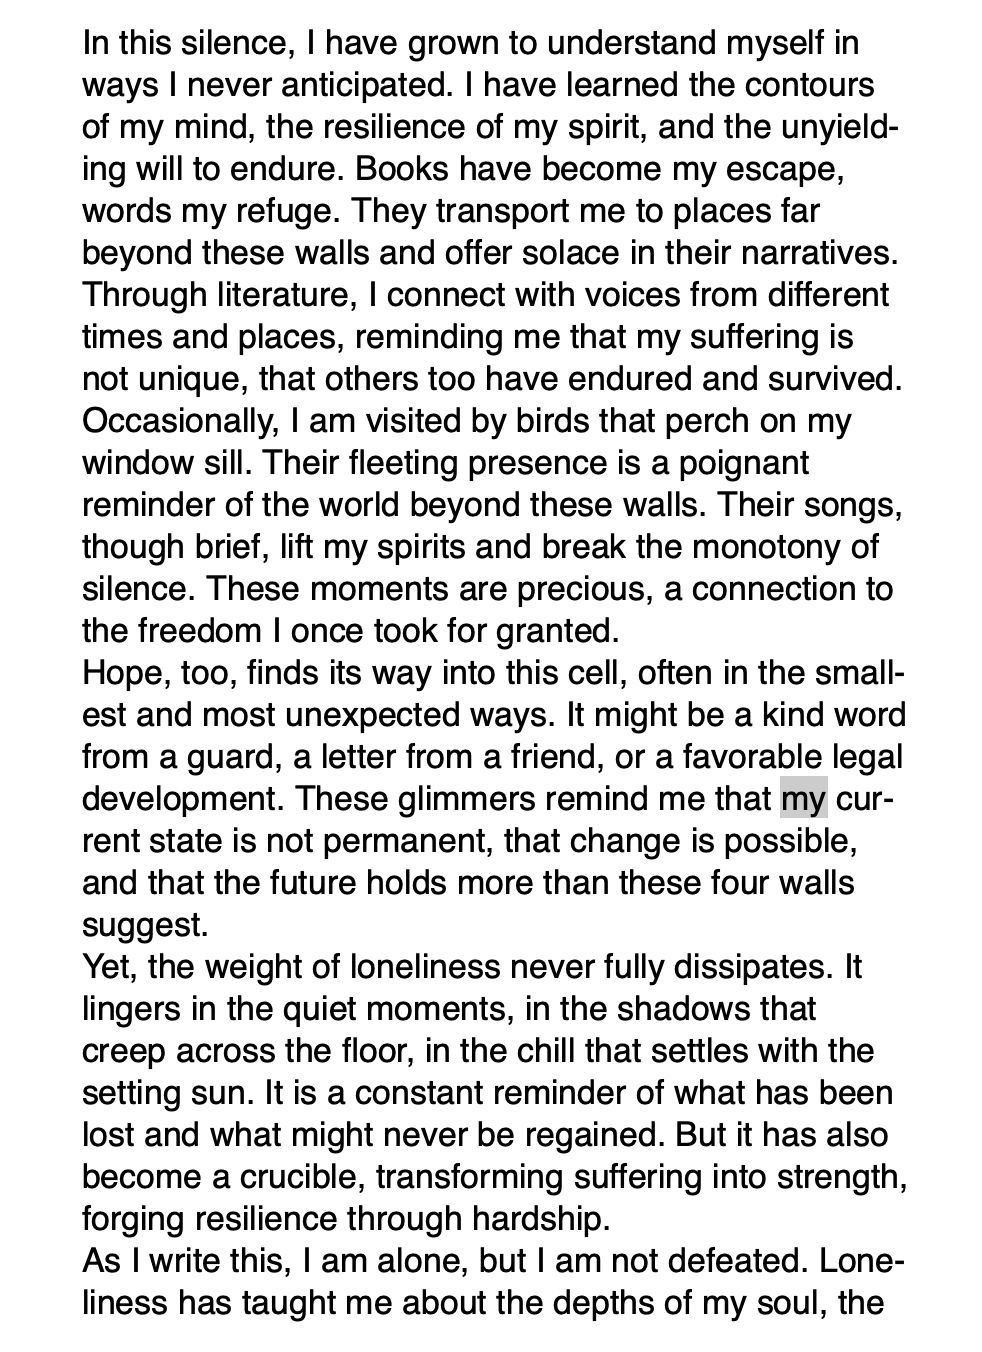 In this silence, I have grown to understand myself in
ways I never anticipated. I have learned the contours
of my mind, the resilience of my spirit, and the unyield-
ing will to endure. Books have become my escape,
words my refuge. They transport me to places far
beyond these walls and offer solace in their narratives.
Through literature, I connect with voices from different
times and places, reminding me that my suffering is
not unique, that others too have endured and survived.
Occasionally, I am visited by birds that perch on my
window sill. Their fleeting presence is a poignant
reminder of the world beyond these walls. Their songs,
though brief, lift my spirits and break the monotony of
silence. These moments are precious, a connection to
the freedom I once took for granted.
Hope, too, finds its way into this cell, often in the small-
est and most unexpected ways. It might be a kind word
from a guard, a letter from a friend, or a favorable legal
development. These glimmers remind me that my cur-
rent state is not permanent, that change is possible,
and that the future holds more than these four walls
suggest.
Yet, the weight of loneliness never fully dissipates. It
lingers in the quiet moments, in the shadows that
creep across the floor, in the chill that settles with the
setting sun. It is a constant reminder of what has been
lost and what might never be regained. But it has also
become a crucible, transforming suffering into strength,
forging resilience through hardship.
As I write this, I am alone, but I am not defeated. Lone-
liness has taught me about the depths of my soul, the